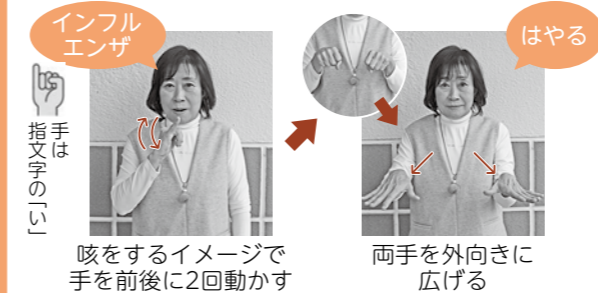 インフル
エンザ
手は
指文字の「い」
咳をするイメージで
手を前後に2回動かす
はやる
両手を外向きに
広げる